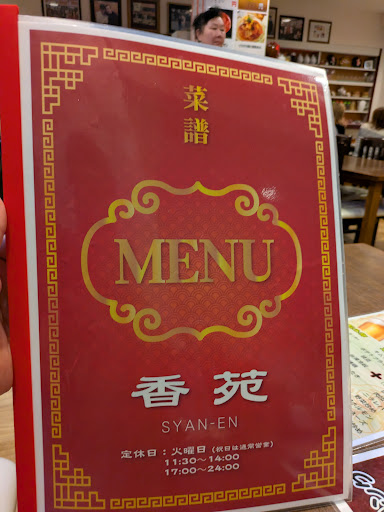 菜
譜
MENU
香苑
SYAN-EN
定休日：火曜日（祝日は通常営業）
11:30〜14:00
17:00〜24:00